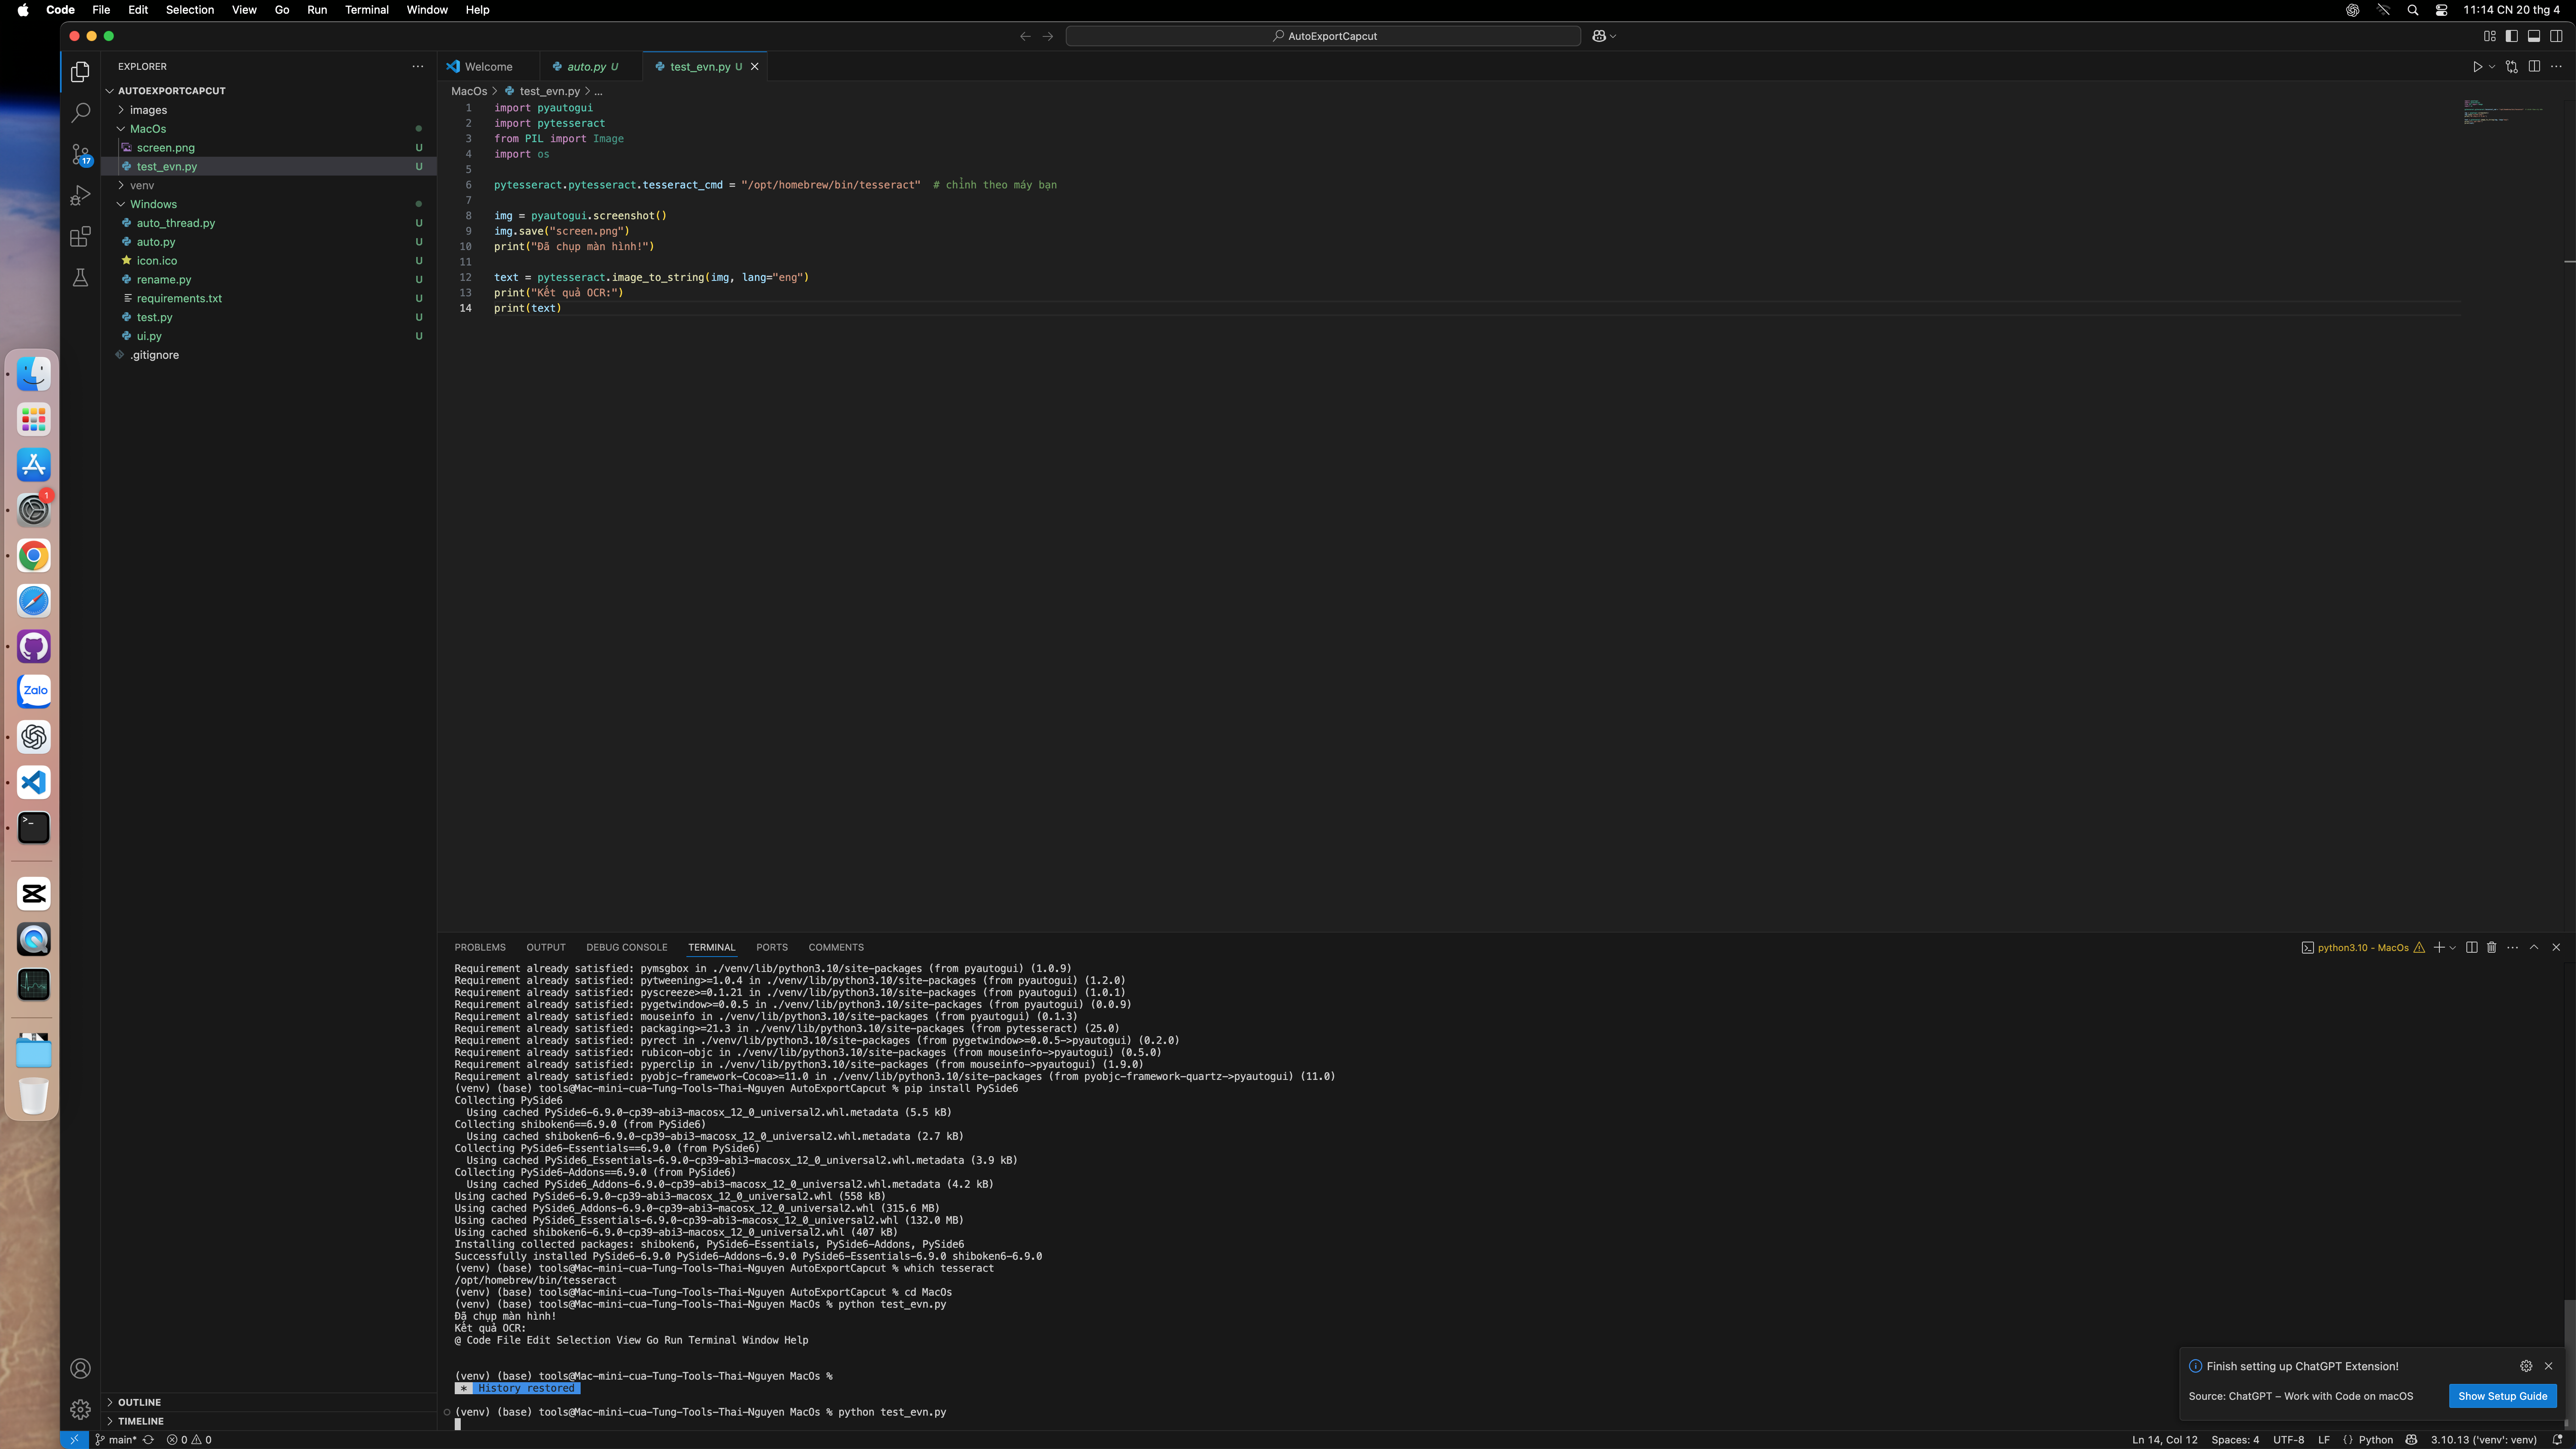 Code File Edit Selection View Go Run Terminal Window Help
11:14 CN 20 thg 4
AutoExportCapcut
EXPLORER
Welcome
auto.py U
test_evn.py U
AUTOEXPORTCAPCUT
images
MacOs
screen.png U
test_evn.py U
venv
Windows
auto_thread.py U
auto.py U
icon.ico U
rename.py U
requirements.txt U
test.py U
ui.py U
.gitignore
17
1
Zalo
MacOs > test_evn.py > ...
1 import pyautogui
2 import pytesseract
3 from PIL import Image
4 import os
5
6 pytesseract.pytesseract.tesseract_cmd = "/opt/homebrew/bin/tesseract" # chỉnh theo máy bạn
7
8 img = pyautogui.screenshot()
9 img.save("screen.png")
10 print("Đã chụp màn hình!")
11
12 text = pytesseract.image_to_string(img, lang="eng")
13 print("Kết quả OCR:")
14 print(text)
PROBLEMS OUTPUT DEBUG CONSOLE TERMINAL PORTS COMMENTS
python3.10 - MacOs
Requirement already satisfied: pymsgbox in ./venv/lib/python3.10/site-packages (from pyautogui) (1.0.9)
Requirement already satisfied: pytweening>=1.0.4 in ./venv/lib/python3.10/site-packages (from pyautogui) (1.2.0)
Requirement already satisfied: pyscreeze>=0.1.21 in ./venv/lib/python3.10/site-packages (from pyautogui) (1.0.1)
Requirement already satisfied: pygetwindow>=0.0.5 in ./venv/lib/python3.10/site-packages (from pyautogui) (0.0.9)
Requirement already satisfied: mouseinfo in ./venv/lib/python3.10/site-packages (from pyautogui) (0.1.3)
Requirement already satisfied: packaging>=21.3 in ./venv/lib/python3.10/site-packages (from pytesseract) (25.0)
Requirement already satisfied: pyrect in ./venv/lib/python3.10/site-packages (from pygetwindow>=0.0.5->pyautogui) (0.2.0)
Requirement already satisfied: rubicon-objc in ./venv/lib/python3.10/site-packages (from mouseinfo->pyautogui) (0.5.0)
Requirement already satisfied: pyperclip in ./venv/lib/python3.10/site-packages (from mouseinfo->pyautogui) (1.9.0)
Requirement already satisfied: pyobjc-framework-Cocoa>=11.0 in ./venv/lib/python3.10/site-packages (from pyobjc-framework-quartz->pyautogui) (11.0)
(venv) (base) tools@Mac-mini-cua-Tung-Tools-Thai-Nguyen AutoExportCapcut % pip install PySide6
Collecting PySide6
Using cached PySide6-6.9.0-cp39-abi3-macosx_12_0_universal2.whl.metadata (5.5 kB)
Collecting shiboken6==6.9.0 (from PySide6)
Using cached shiboken6-6.9.0-cp39-abi3-macosx_12_0_universal2.whl.metadata (2.7 kB)
Collecting PySide6-Essentials==6.9.0 (from PySide6)
Using cached PySide6_Essentials-6.9.0-cp39-abi3-macosx_12_0_universal2.whl.metadata (3.9 kB)
Collecting PySide6-Addons==6.9.0 (from PySide6)
Using cached PySide6_Addons-6.9.0-cp39-abi3-macosx_12_0_universal2.whl.metadata (4.2 kB)
Using cached PySide6-6.9.0-cp39-abi3-macosx_12_0_universal2.whl (558 kB)
Using cached PySide6_Addons-6.9.0-cp39-abi3-macosx_12_0_universal2.whl (315.6 MB)
Using cached PySide6_Essentials-6.9.0-cp39-abi3-macosx_12_0_universal2.whl (132.0 MB)
Using cached shiboken6-6.9.0-cp39-abi3-macosx_12_0_universal2.whl (407 kB)
Installing collected packages: shiboken6, PySide6-Essentials, PySide6-Addons, PySide6
Successfully installed PySide6-6.9.0 PySide6-Addons-6.9.0 PySide6-Essentials-6.9.0 shiboken6-6.9.0
(venv) (base) tools@Mac-mini-cua-Tung-Tools-Thai-Nguyen AutoExportCapcut % which tesseract
/opt/homebrew/bin/tesseract
(venv) (base) tools@Mac-mini-cua-Tung-Tools-Thai-Nguyen AutoExportCapcut % cd MacOs
(venv) (base) tools@Mac-mini-cua-Tung-Tools-Thai-Nguyen MacOs % python test_evn.py
Đã chụp màn hình!
Kết quả OCR:
@ Code File Edit Selection View Go Run Terminal Window Help
(venv) (base) tools@Mac-mini-cua-Tung-Tools-Thai-Nguyen MacOs %
* History restored
(venv) (base) tools@Mac-mini-cua-Tung-Tools-Thai-Nguyen MacOs % python test_evn.py
Finish setting up ChatGPT Extension!
Source: ChatGPT – Work with Code on macOS
Show Setup Guide
OUTLINE
TIMELINE
main* 0 0
Ln 14, Col 12 Spaces: 4 UTF-8 LF {} Python 3.10.13 ('venv': venv)